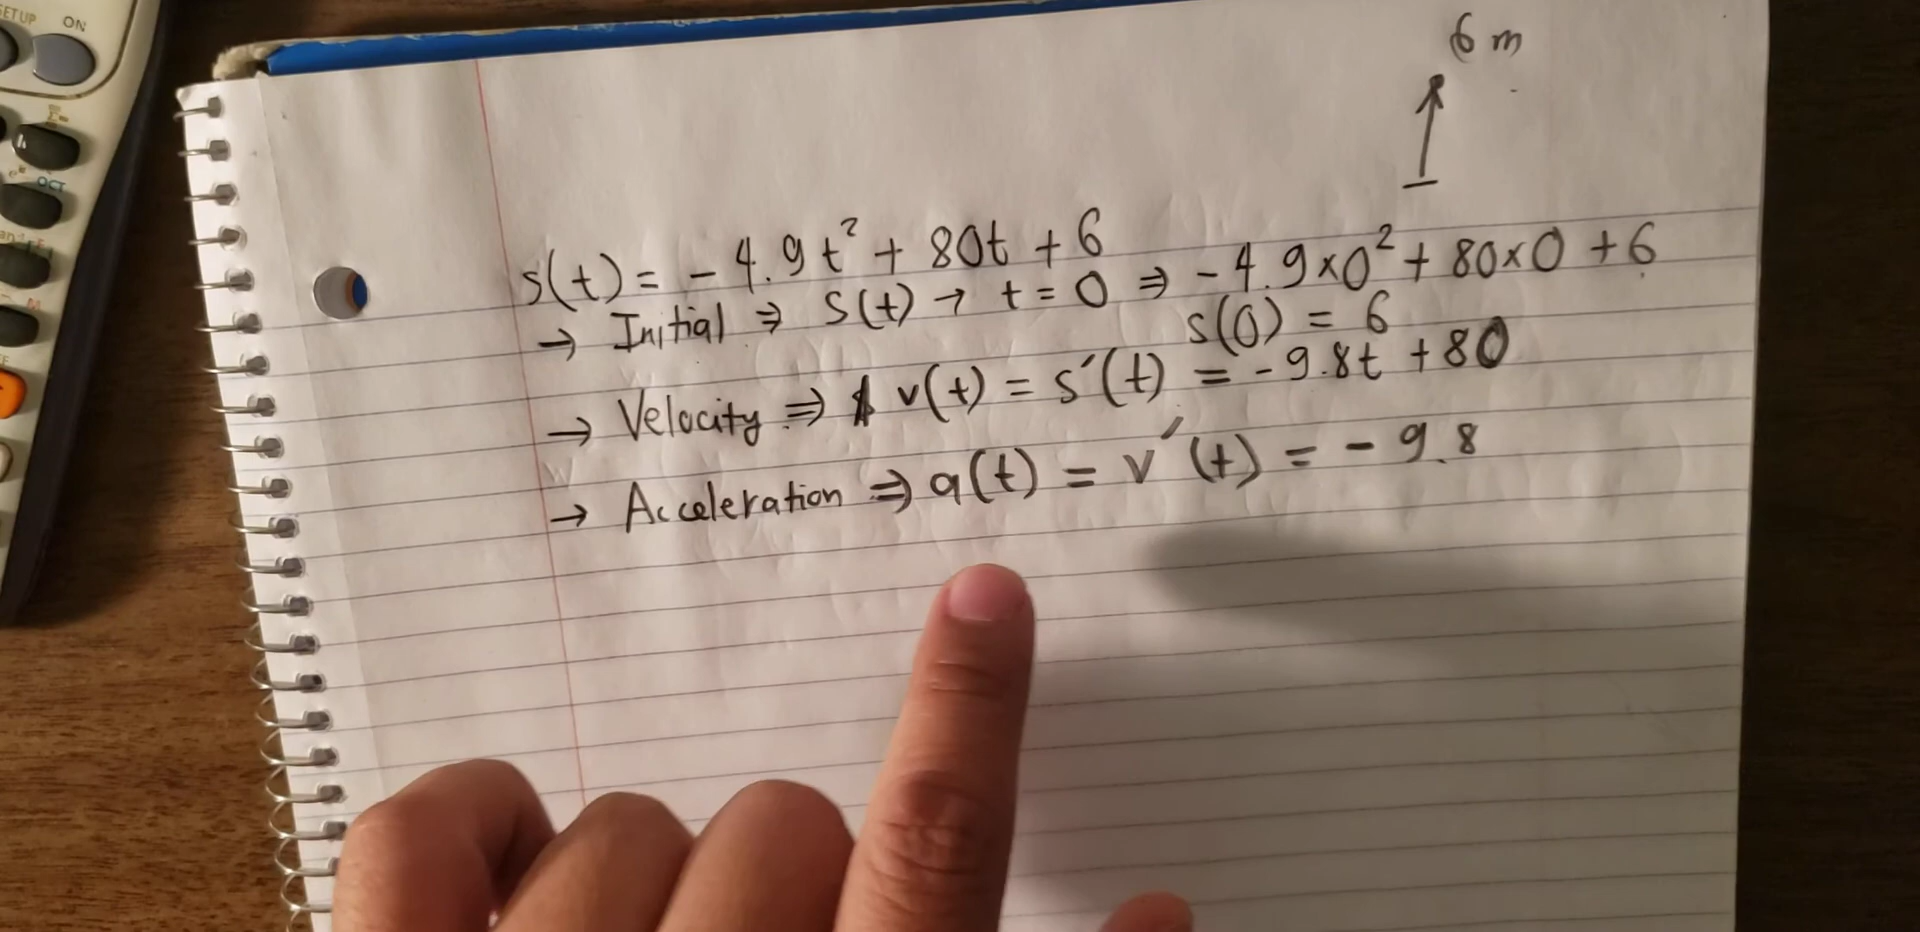 SETUP ON
OCT
6 m
s(t) = - 4.9t² + 80t + 6
→ Initial ⇒ S(t) → t = 0 ⇒ - 4.9×0² + 80×0 + 6
s(0) = 6
→ Velocity ⇒ v(t) = s′(t) = -9.8t + 80
→ Acceleration ⇒ a(t) = v′(t) = - 9.8